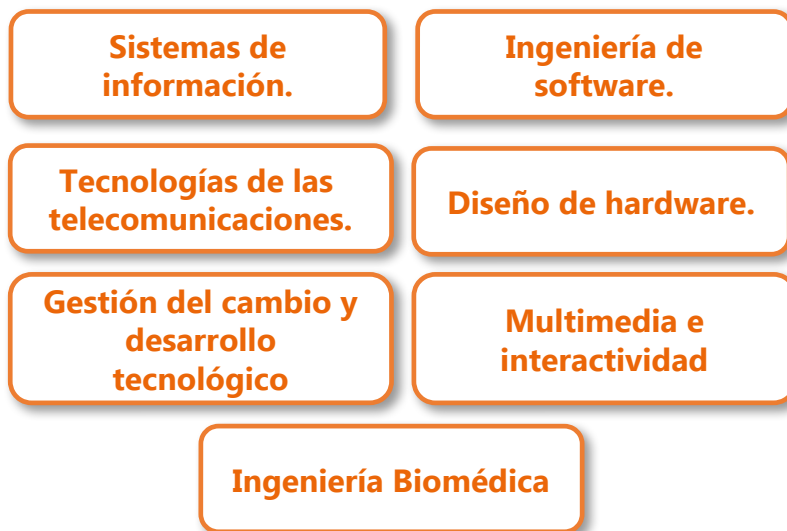 Sistemas de
información.
Ingeniería de
software.
Tecnologías de las
telecomunicaciones.
Diseño de hardware.
Gestión del cambio y
desarrollo
tecnológico
Multimedia e
interactividad
Ingeniería Biomédica